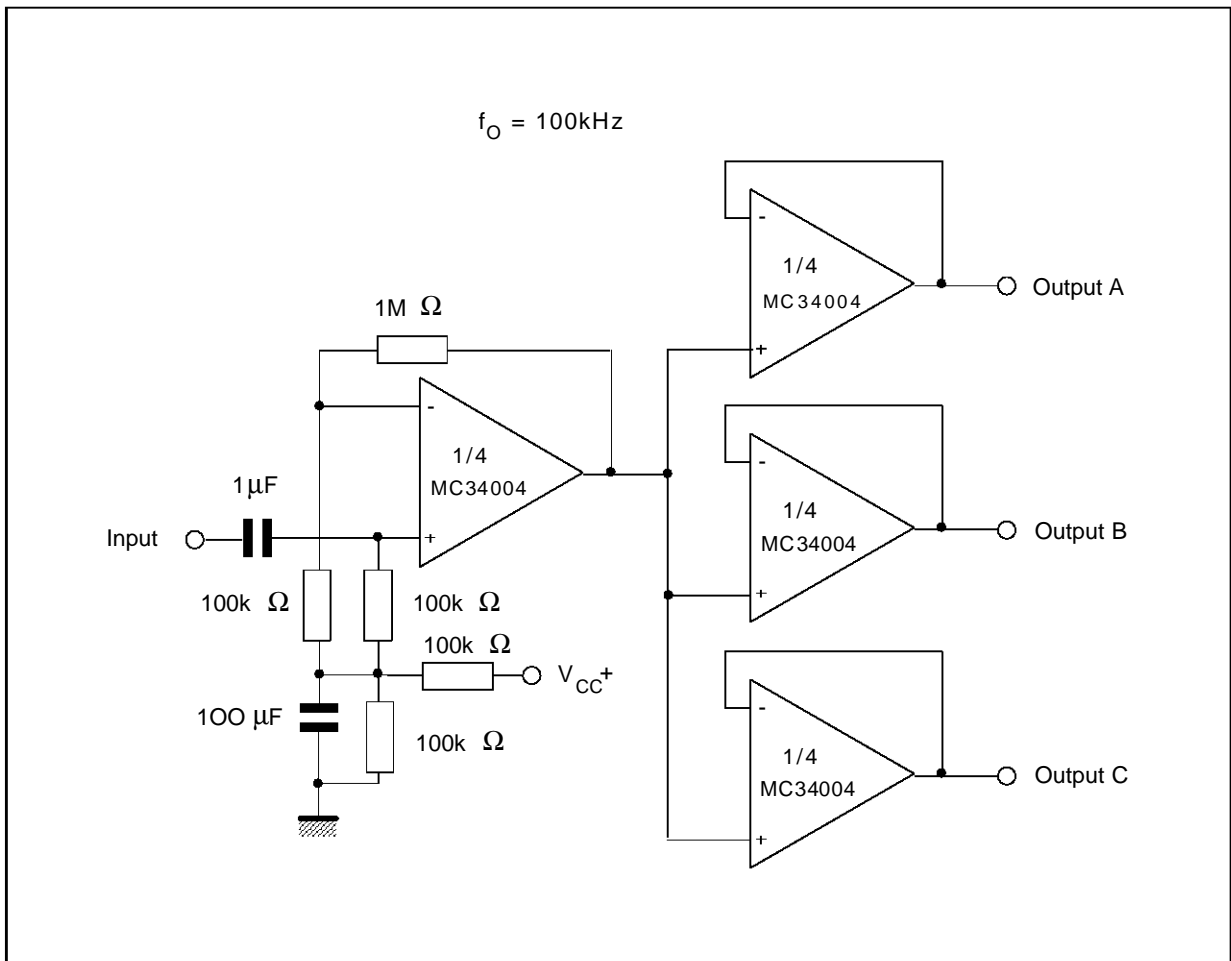 fO = 100kHz
-
1/4
MC34004
+
Output A
1M Ω
-
1/4
MC34004
+
1μF
Input
100k Ω
100k Ω
100k Ω
VCC+
1OO μF
100k Ω
-
1/4
MC34004
+
Output B
-
1/4
MC34004
+
Output C